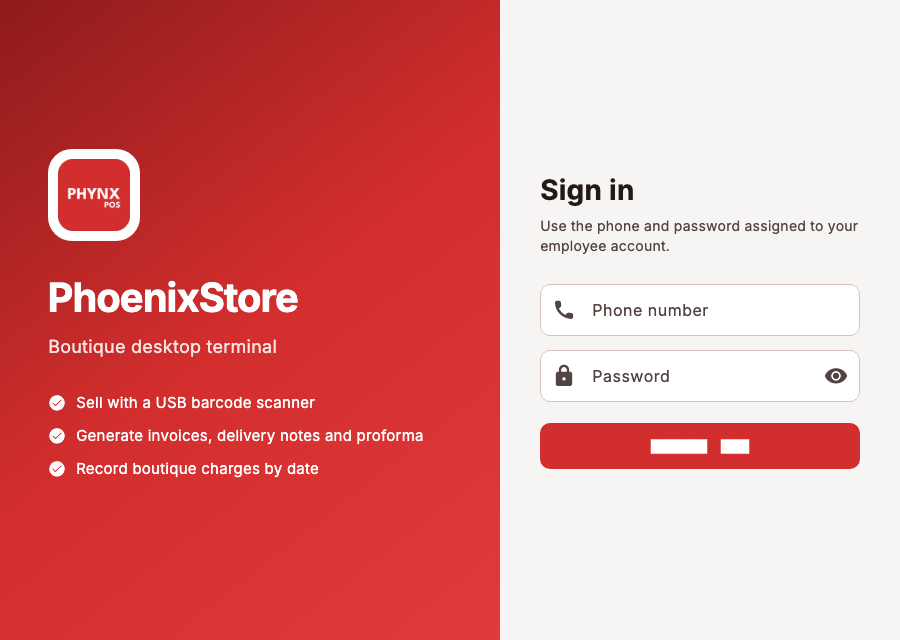 PHYNX
POS
PhoenixStore
Boutique desktop terminal
Sell with a USB barcode scanner
Generate invoices, delivery notes and proforma
Record boutique charges by date
Sign in
Use the phone and password assigned to your
employee account.
Phone number
Password